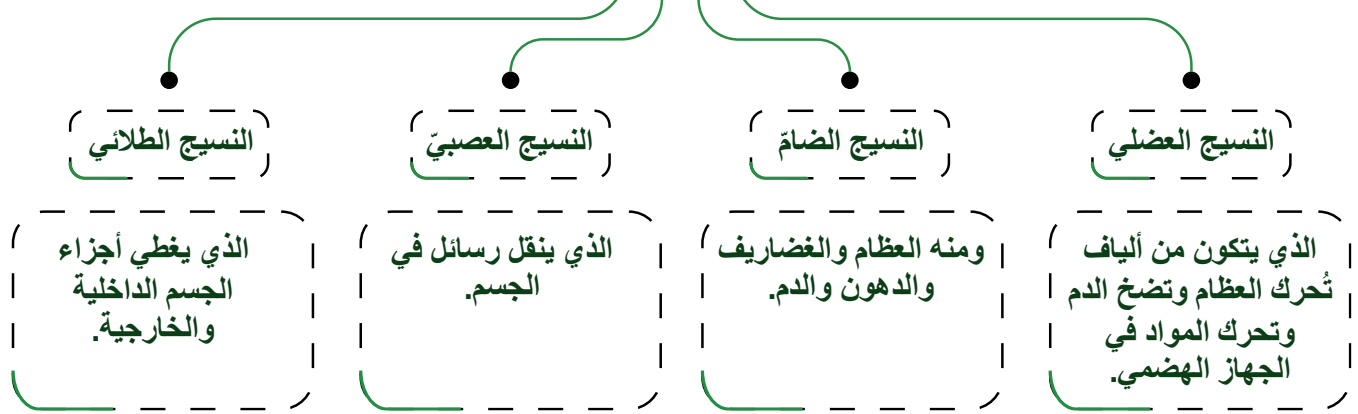 النسيج العضلي
الذي يتكون من ألياف
تُحرك العظام وتضخ الدم
وتحرك المواد في
الجهاز الهضمي.
النسيج الضامّ
ومنه العظام والغضاريف
والدهون والدم.
النسيج العصبيّ
الذي ينقل رسائل في
الجسم.
النسيج الطلائي
الذي يغطي أجزاء
الجسم الداخلية
والخارجية.